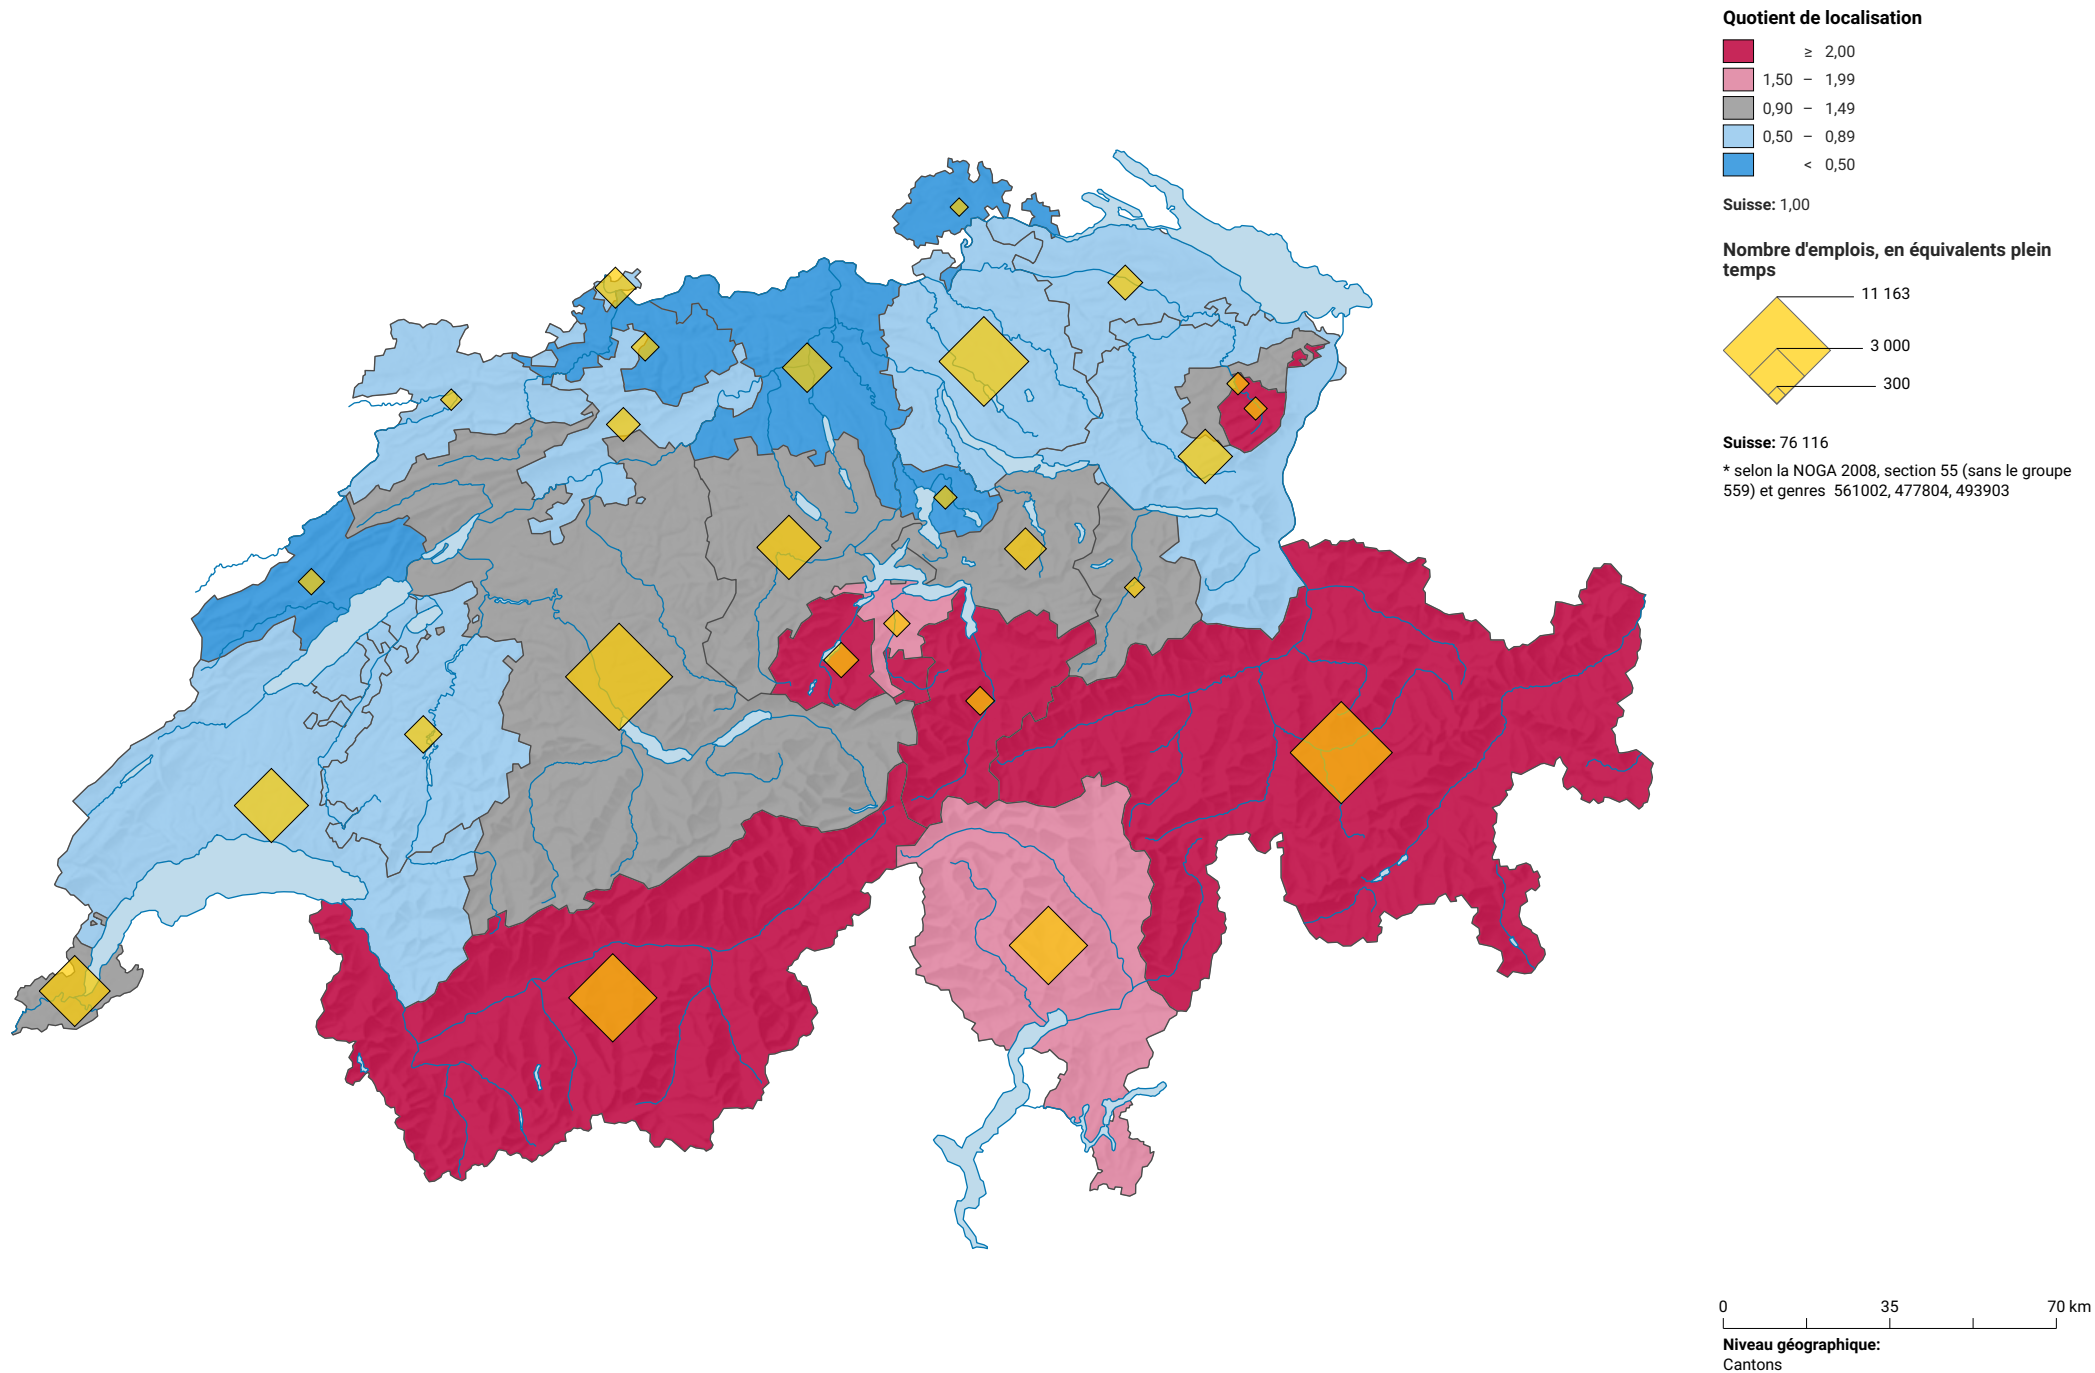 Quotient de localisation
≥ 2,00
1,50 – 1,99
0,90 – 1,49
0,50 – 0,89
< 0,50
Suisse: 1,00
Nombre d'emplois, en équivalents plein
temps
11 163
3 000
300
Suisse: 76 116
* selon la NOGA 2008, section 55 (sans le groupe
559) et genres 561002, 477804, 493903
0 35 70 km
Niveau géographique:
Cantons